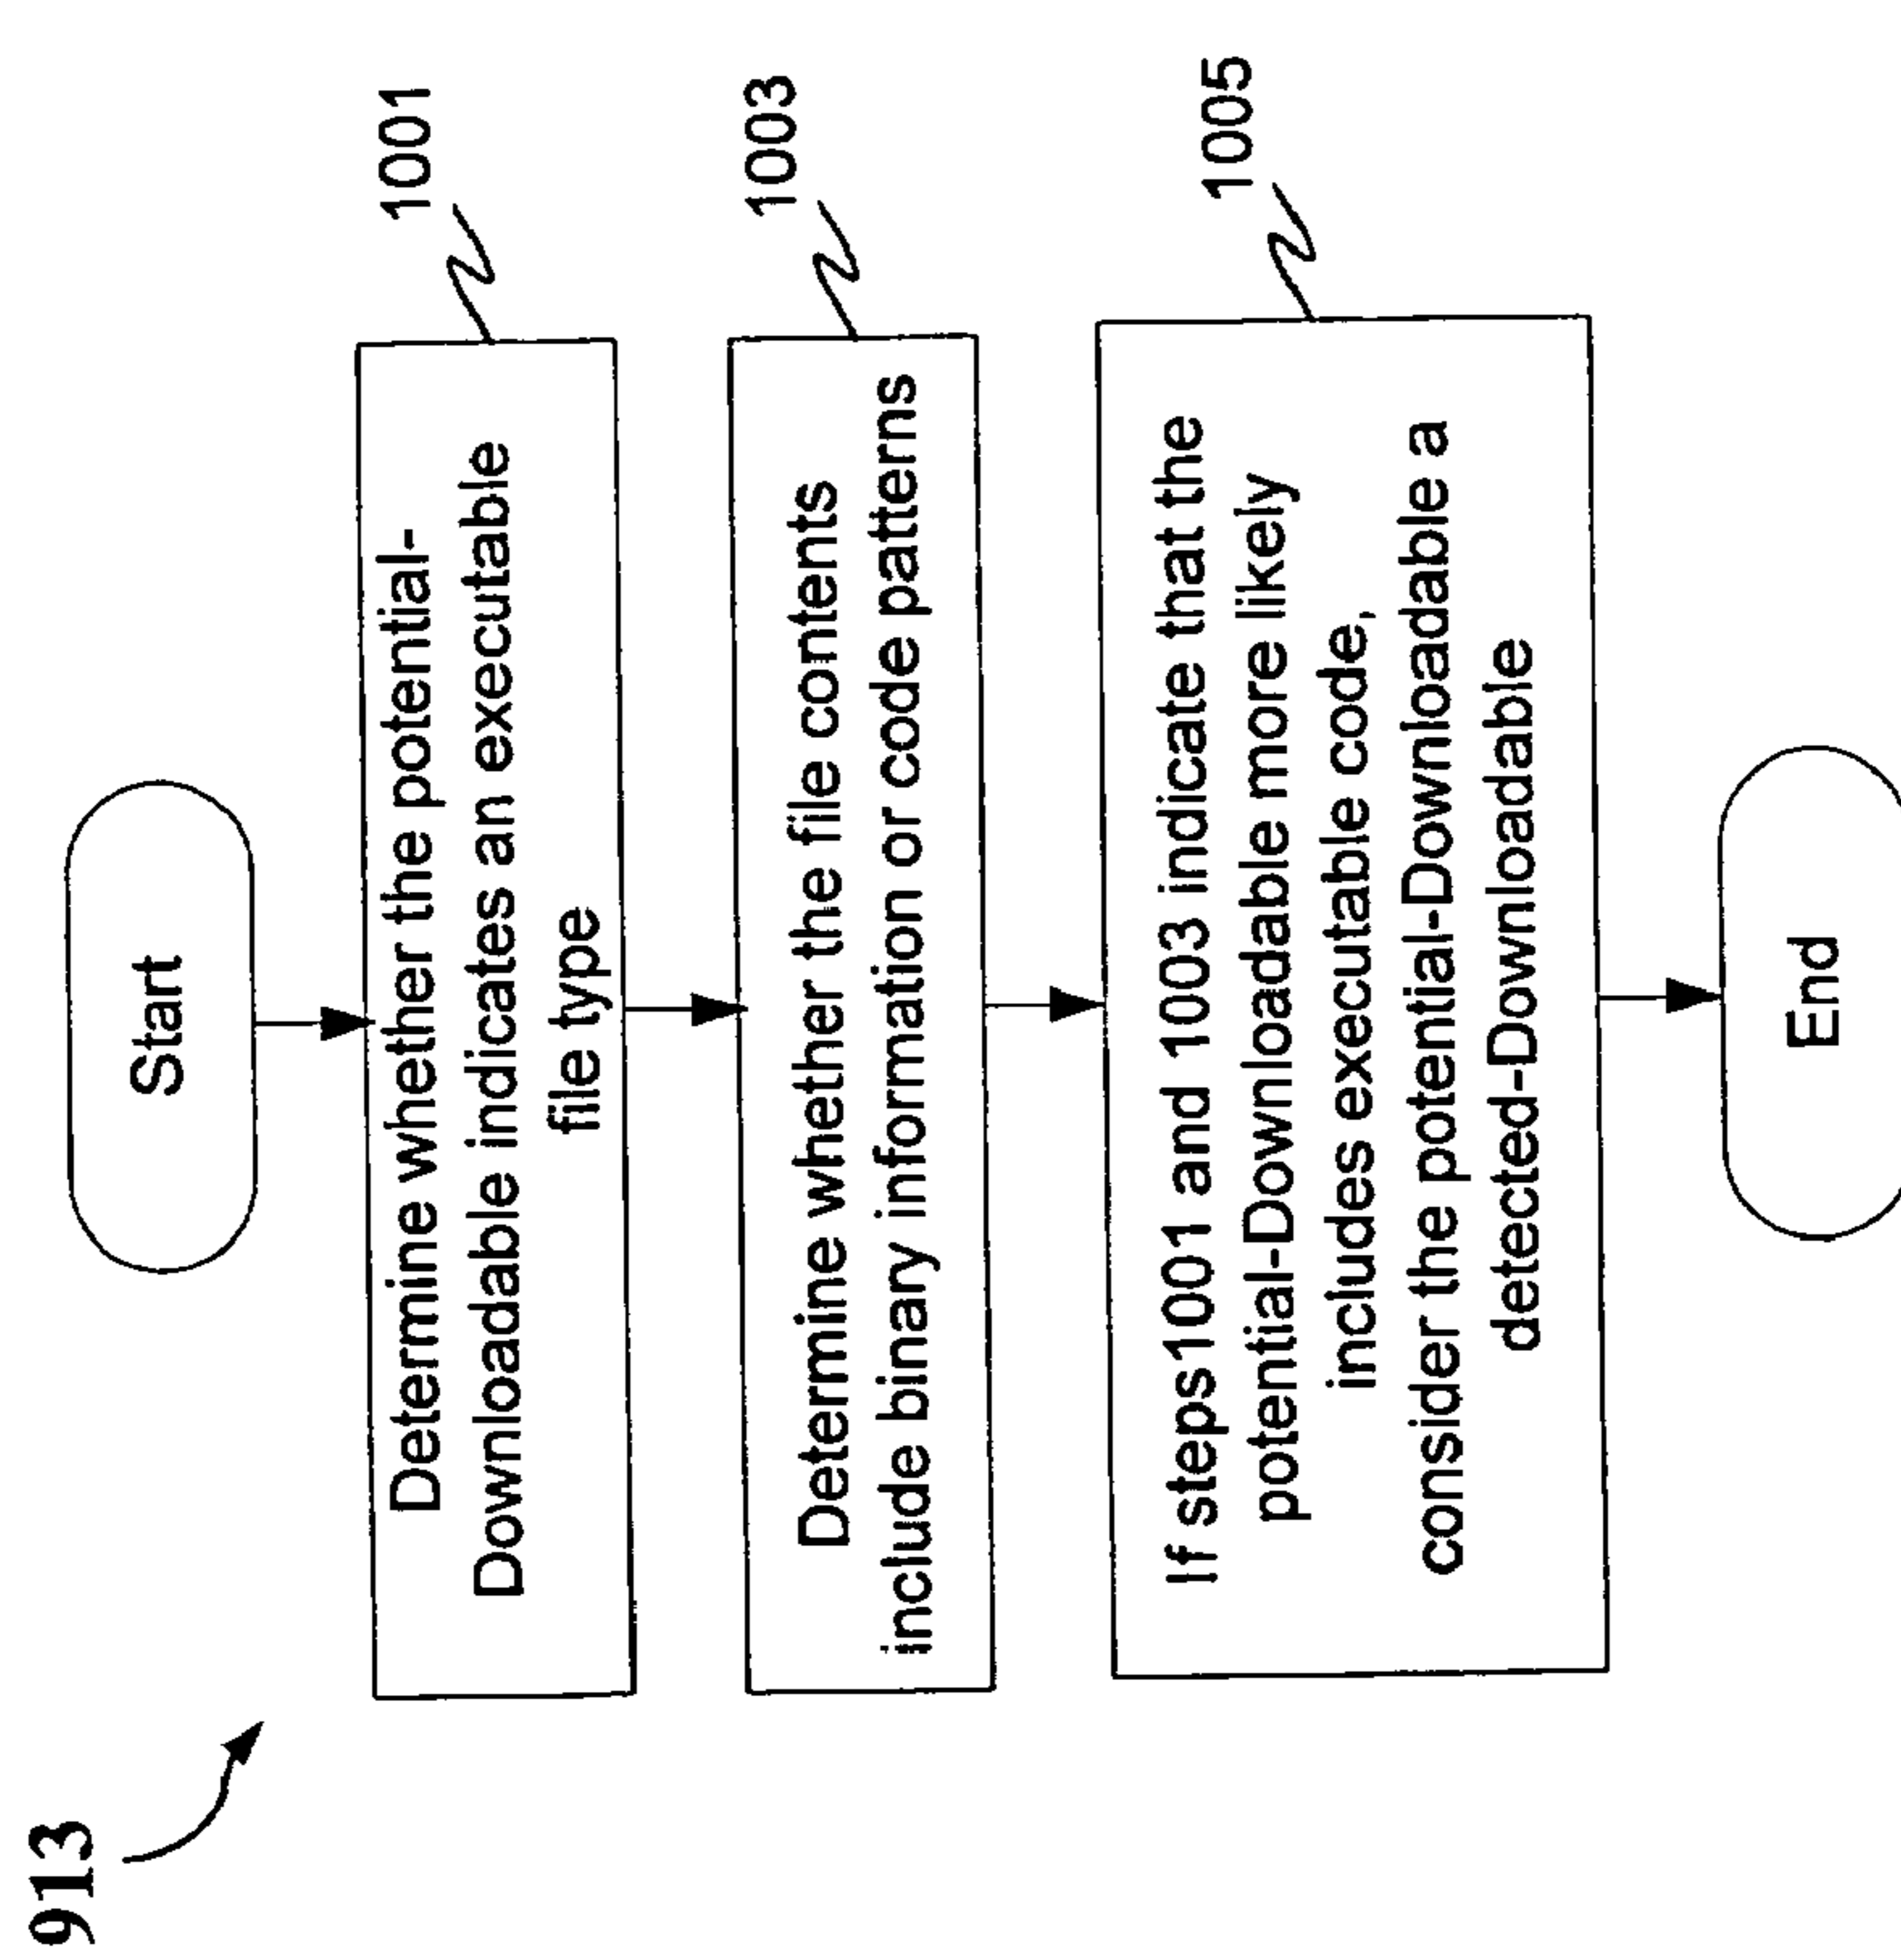 913
Start
Determine whether the potential-
Downloadable indicates an executable
file type
1001
Determine whether the file contents
include binary information or code patterns
1003
If steps1001 and 1003 indicate that the
potential-Downloadable more likely
includes executable code,
consider the potential-Downloadable a
detected-Downloadable
1005
End